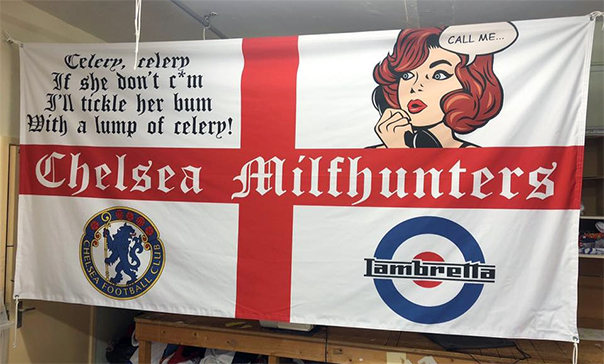 Celery, celery
If she don't c*m
I'll tickle her bum
With a lump of celery!
CALL ME...
Chelsea Milfhunters
CHELSEA FOOTBALL CLUB
Lambretta